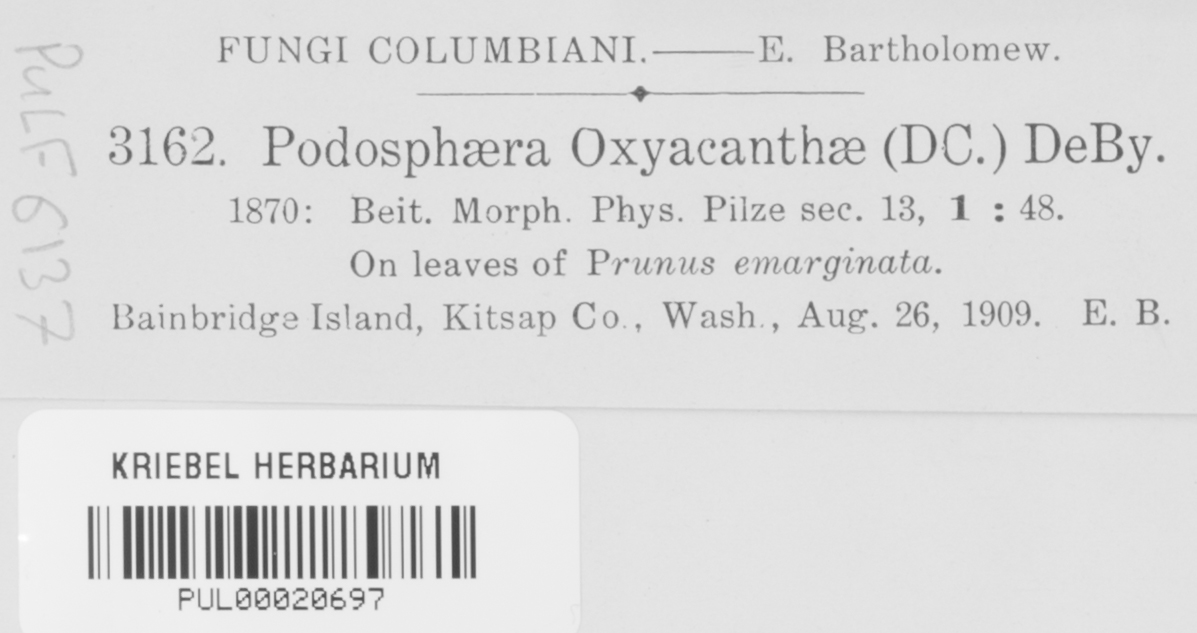 FUNGI COLUMBIANI.——E. Bartholomew.
3162. Podosphæra Oxyacanthæ (DC.) DeBy.
1870: Beit. Morph. Phys. Pilze sec. 13, 1 : 48.
On leaves of Prunus emarginata.
Bainbridge Island, Kitsap Co., Wash., Aug. 26, 1909. E. B.
PULF 6137
KRIEBEL HERBARIUM
PUL00020697